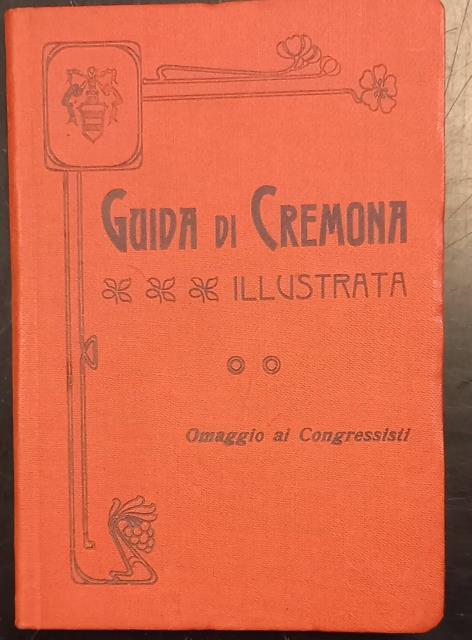 GUIDA DI CREMONA
ILLUSTRATA
Omaggio ai Congressisti